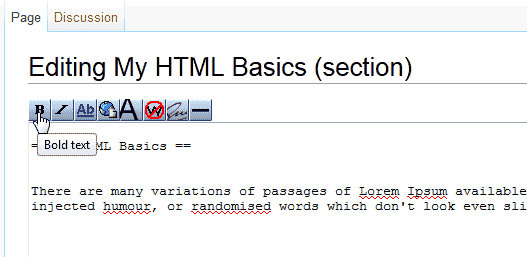 Page Discussion
Editing My HTML Basics (section)
B I Ab A W
Bold text
= ML Basics ==
There are many variations of passages of Lorem Ipsum available
injected humour, or randomised words which don't look even sli